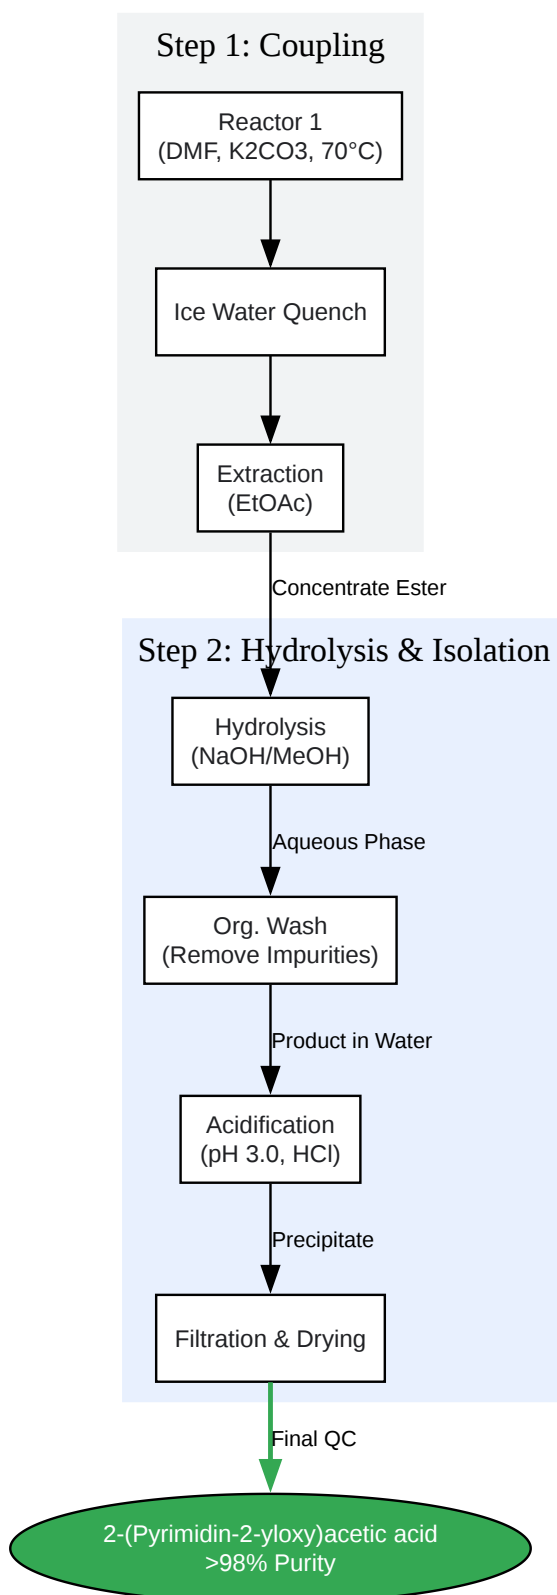 Step 1: Coupling
Reactor 1
(DMF, K2CO3, 70°C)
Ice Water Quench
Extraction
(EtOAc)
Concentrate Ester
Step 2: Hydrolysis & Isolation
Hydrolysis
(NaOH/MeOH)
Aqueous Phase
Org. Wash
(Remove Impurities)
Product in Water
Acidification
(pH 3.0, HCl)
Precipitate
Filtration & Drying
Final QC
2-(Pyrimidin-2-yloxy)acetic acid
>98% Purity